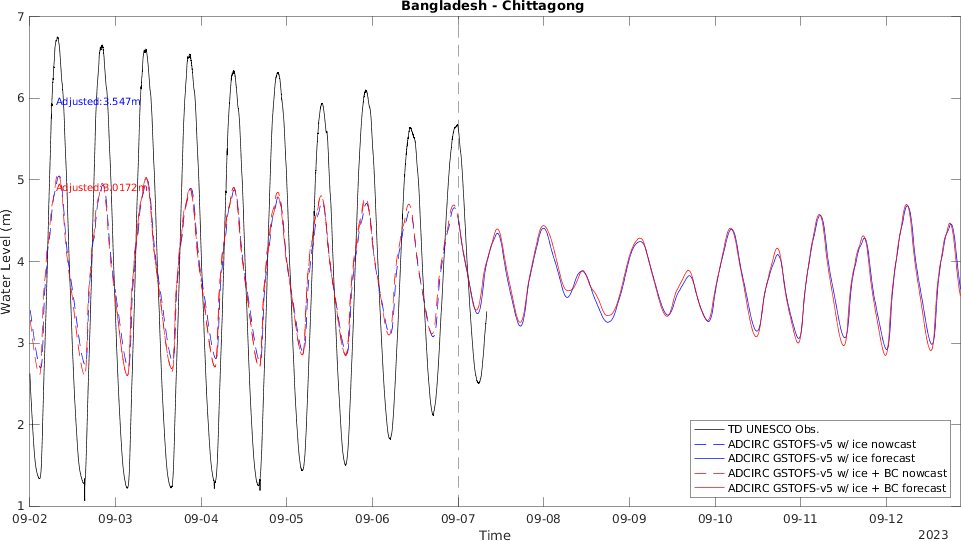 Bangladesh - Chittagong
7
6
5
4
3
2
1
Water Level (m)
Adjusted:3.547m
Adjusted:3.0172m
TD UNESCO Obs.
ADCIRC GSTOFS-v5 w/ ice nowcast
ADCIRC GSTOFS-v5 w/ ice forecast
ADCIRC GSTOFS-v5 w/ ice + BC nowcast
ADCIRC GSTOFS-v5 w/ ice + BC forecast
09-02 09-03 09-04 09-05 09-06 09-07 09-08 09-09 09-10 09-11 09-12
Time
2023